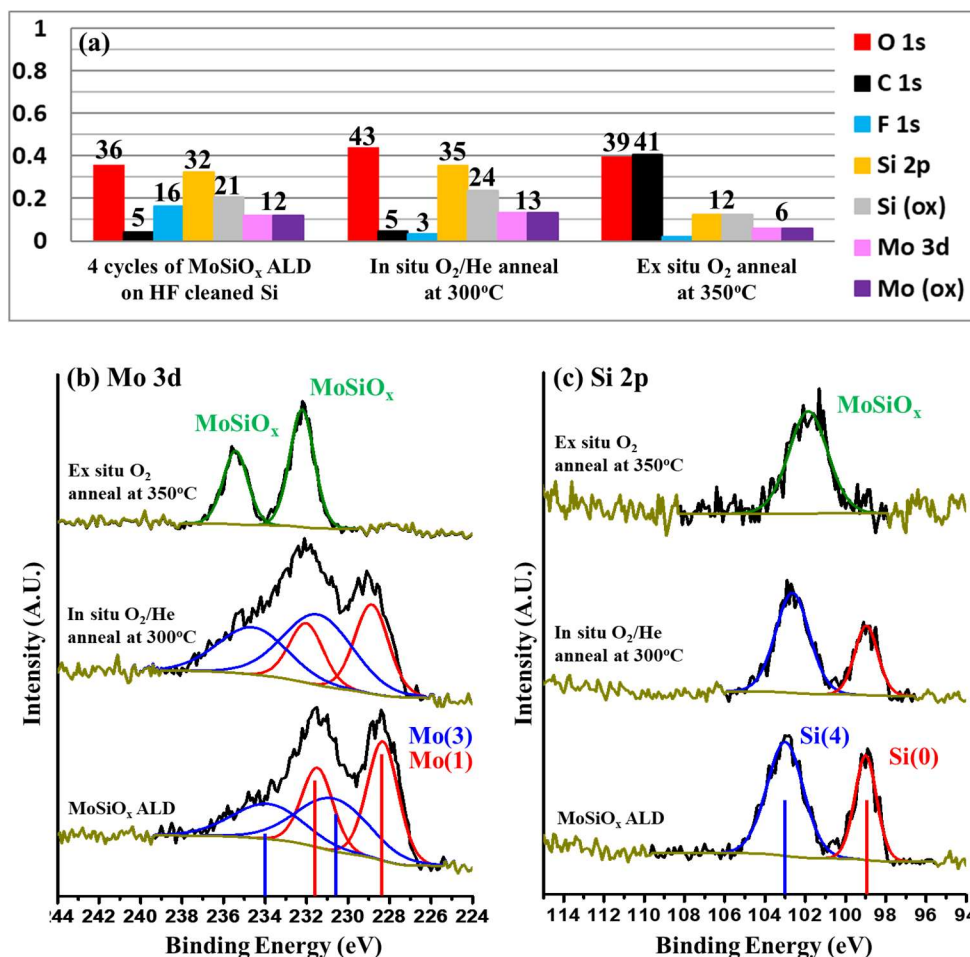 (a)
1
0.8
0.6
0.4
0.2
0
36
5
16
32
21
12
43
5
3
35
24
13
39
41
12
6
4 cycles of MoSiOₓ ALD
on HF cleaned Si
In situ O₂/He anneal
at 300°C
Ex situ O₂ anneal
at 350°C
O 1s
C 1s
F 1s
Si 2p
Si (ox)
Mo 3d
Mo (ox)
(b) Mo 3d
MoSiOₓ
MoSiOₓ
Ex situ O₂
anneal at 350°C
In situ O₂/He
anneal at 300°C
Mo(3)
Mo(1)
MoSiOₓ ALD
Intensity (A.U.)
244 242 240 238 236 234 232 230 228 226 224
Binding Energy (eV)
(c) Si 2p
MoSiOₓ
Ex situ O₂
anneal at 350°C
In situ O₂/He
anneal at 300°C
Si(4)
Si(0)
MoSiOₓ ALD
Intensity (A.U.)
114 112 110 108 106 104 102 100 98 96 94
Binding Energy (eV)